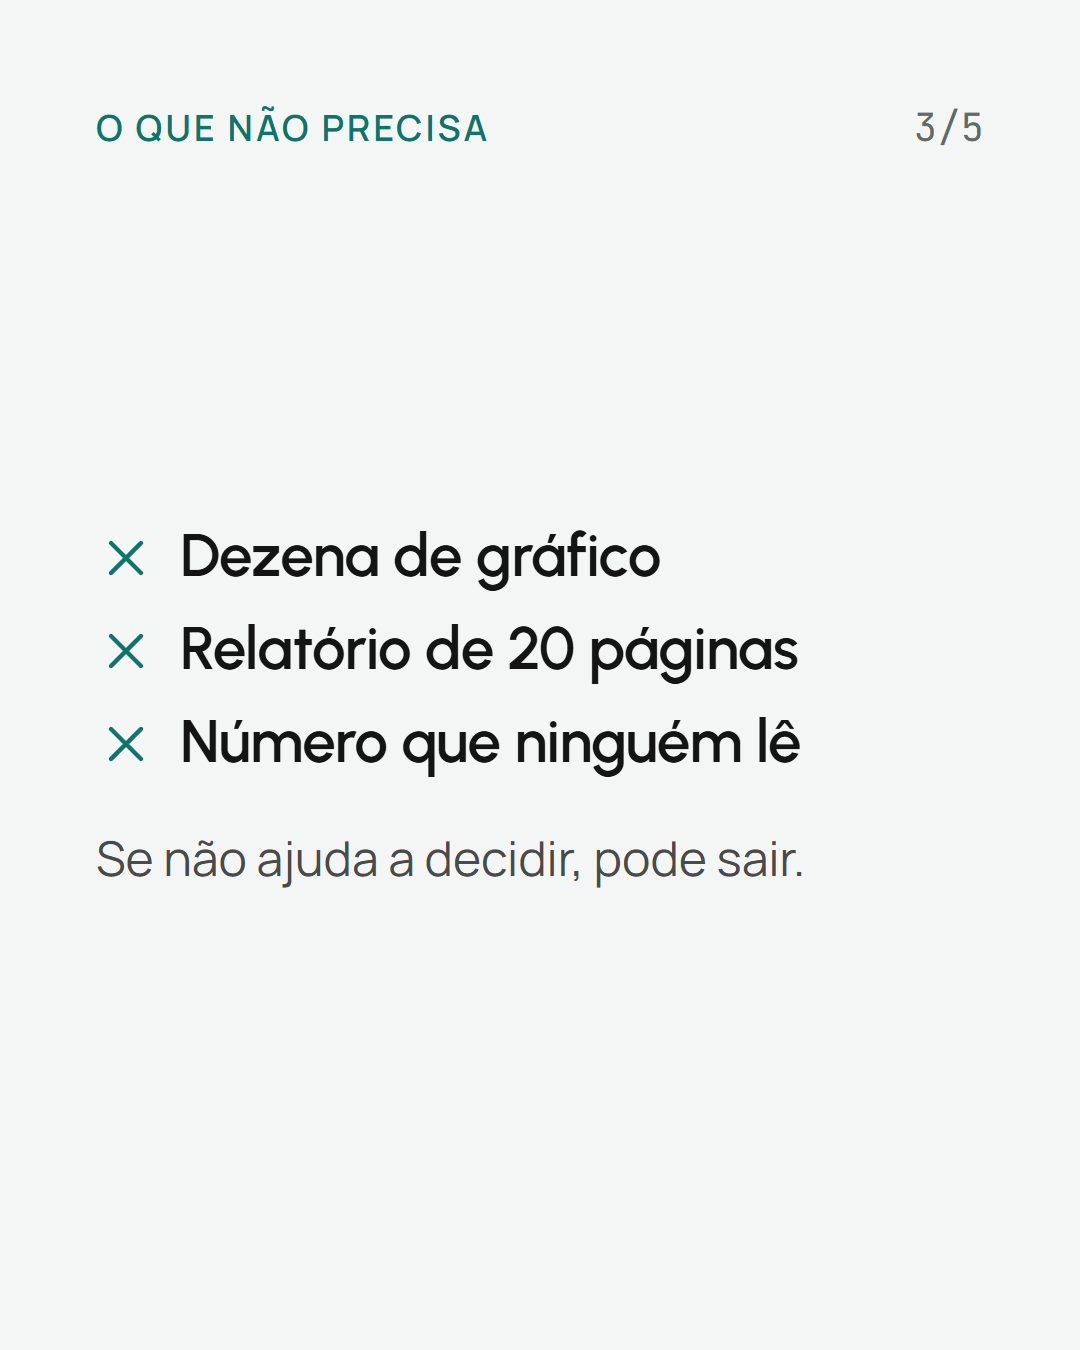 O QUE NÃO PRECISA 3/5
Dezena de gráfico
Relatório de 20 páginas
Número que ninguém lê
Se não ajuda a decidir, pode sair.